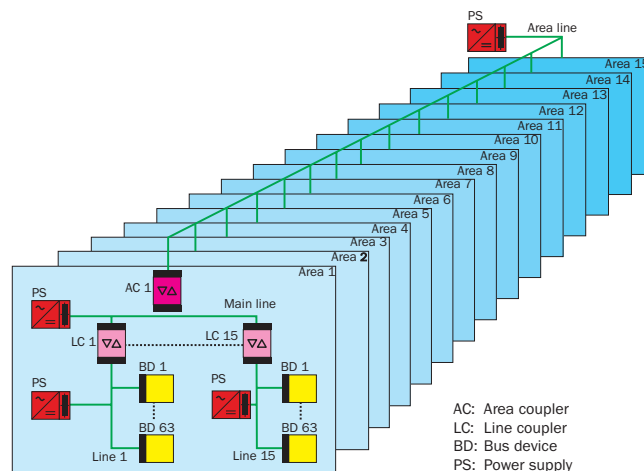 PS
Area line
Area 15
Area 14
Area 13
Area 12
Area 11
Area 10
Area 9
Area 8
Area 7
Area 6
Area 5
Area 4
Area 3
Area 2
Area 1
PS
AC 1
Main line
LC 1
LC 15
PS
BD 1
PS
BD 1
BD 63
BD 63
Line 1
Line 15
AC: Area coupler
LC: Line coupler
BD: Bus device
PS: Power supply